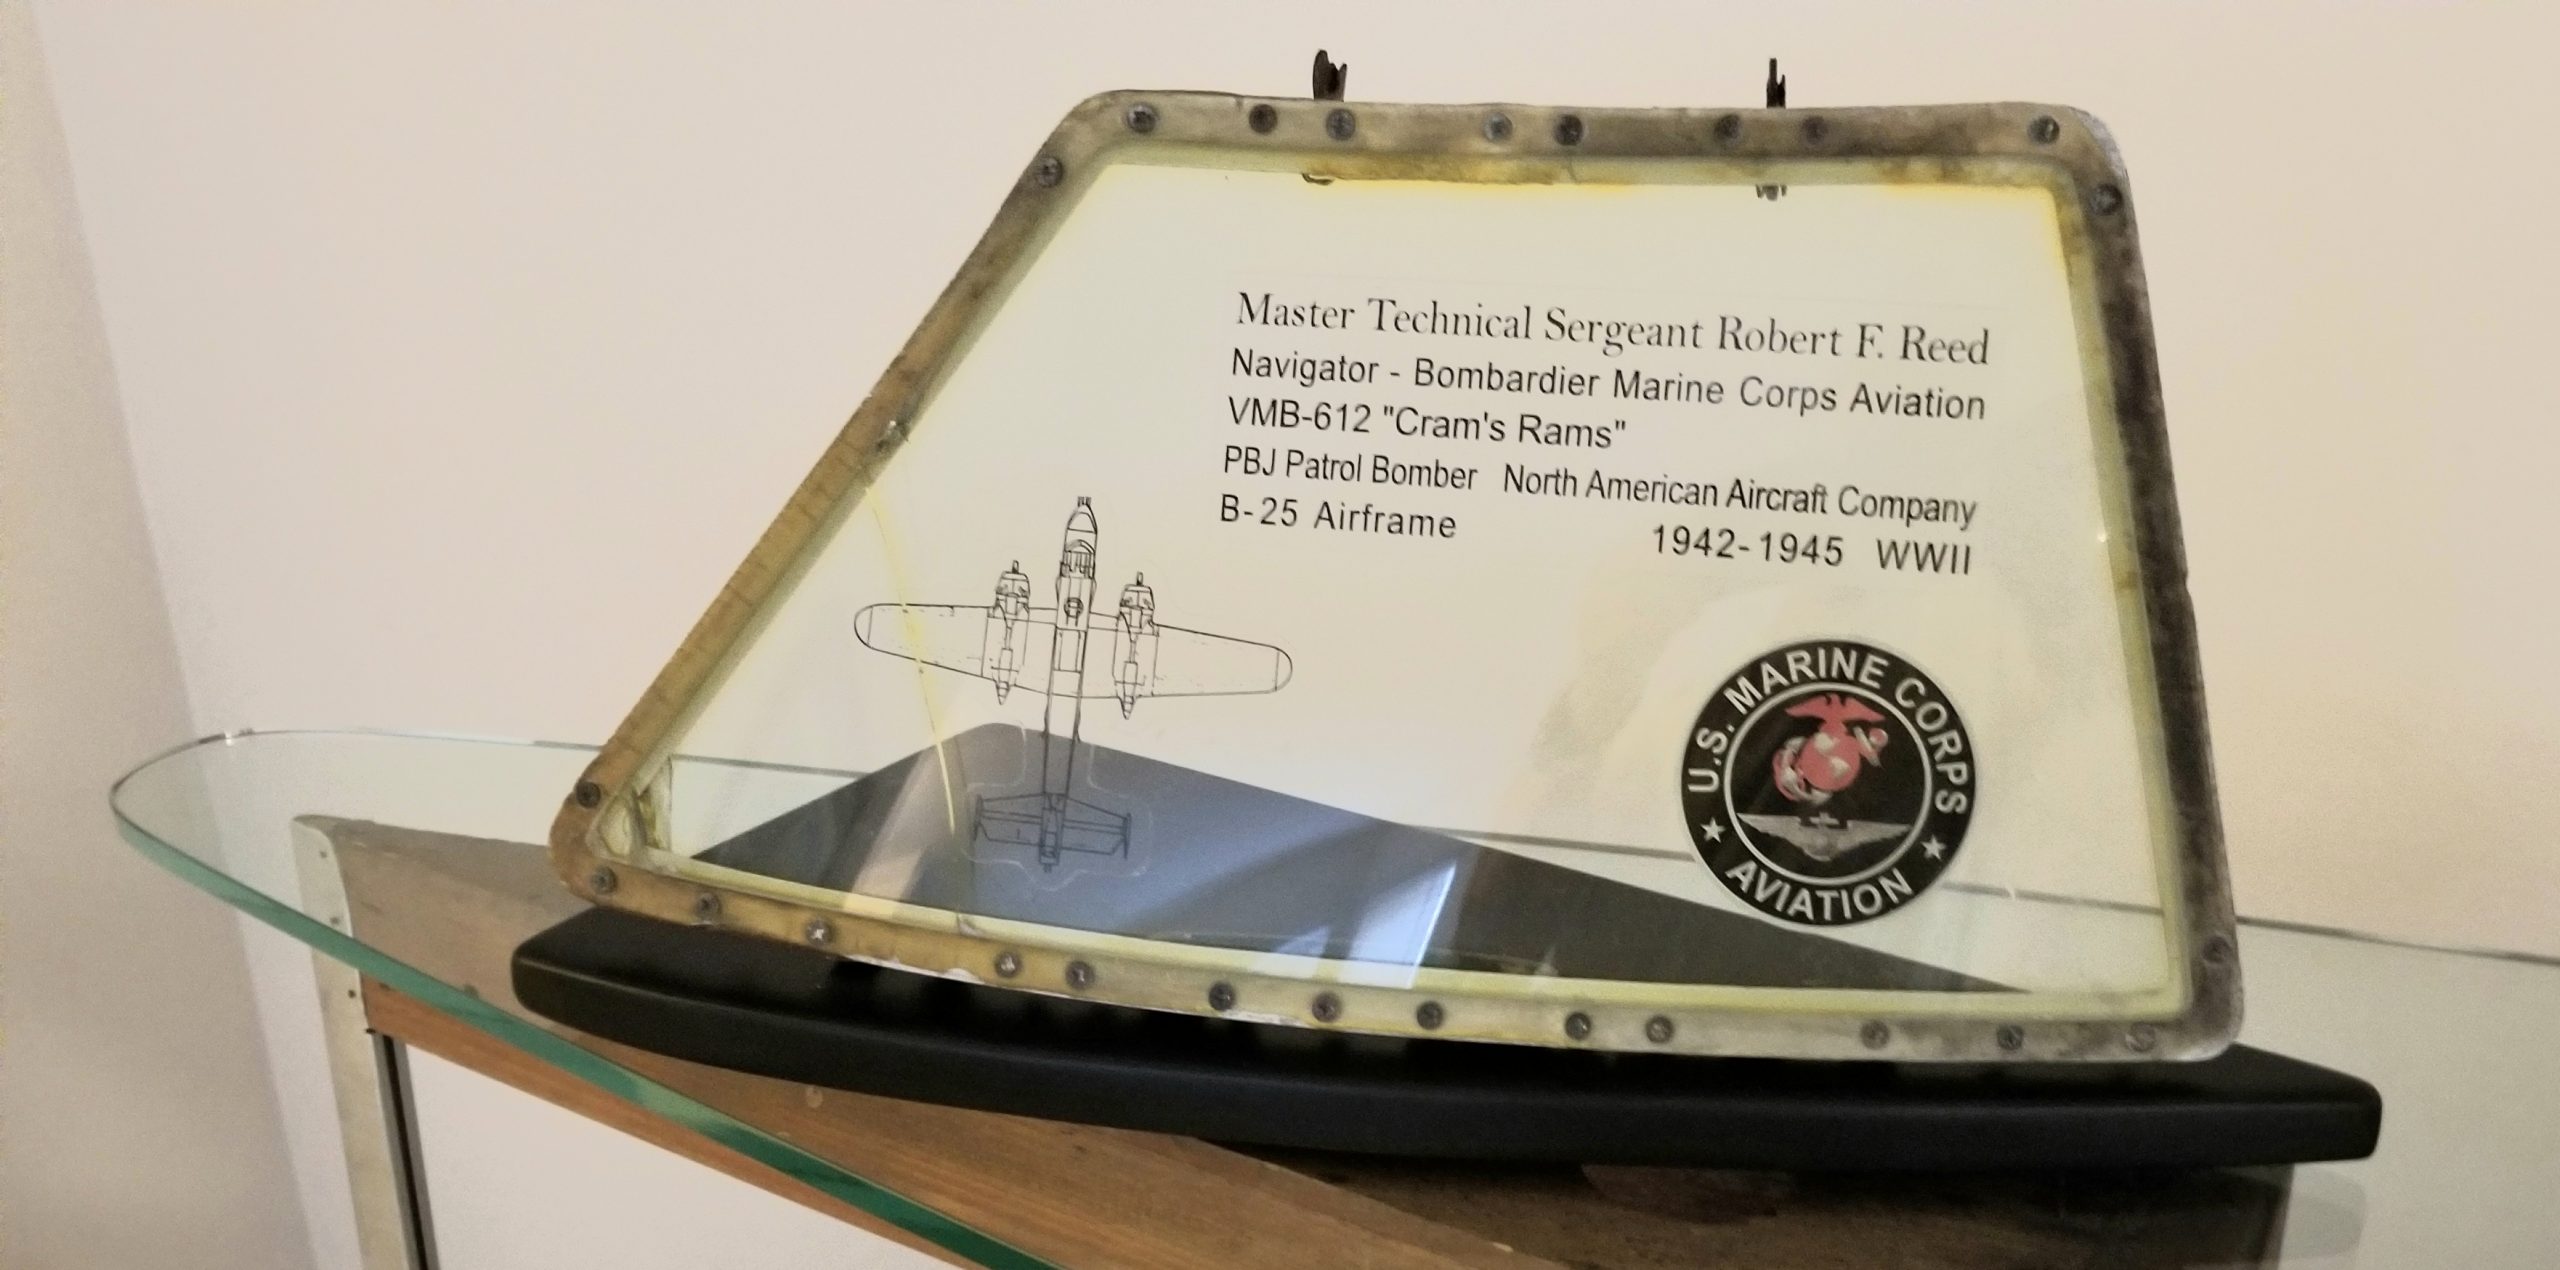 Master Technical Sergeant Robert F. Reed
Navigator - Bombardier Marine Corps Aviation
VMB-612 "Cram's Rams"
PBJ Patrol Bomber North American Aircraft Company
B-25 Airframe 1942-1945 WWII
U.S. MARINE CORPS
AVIATION